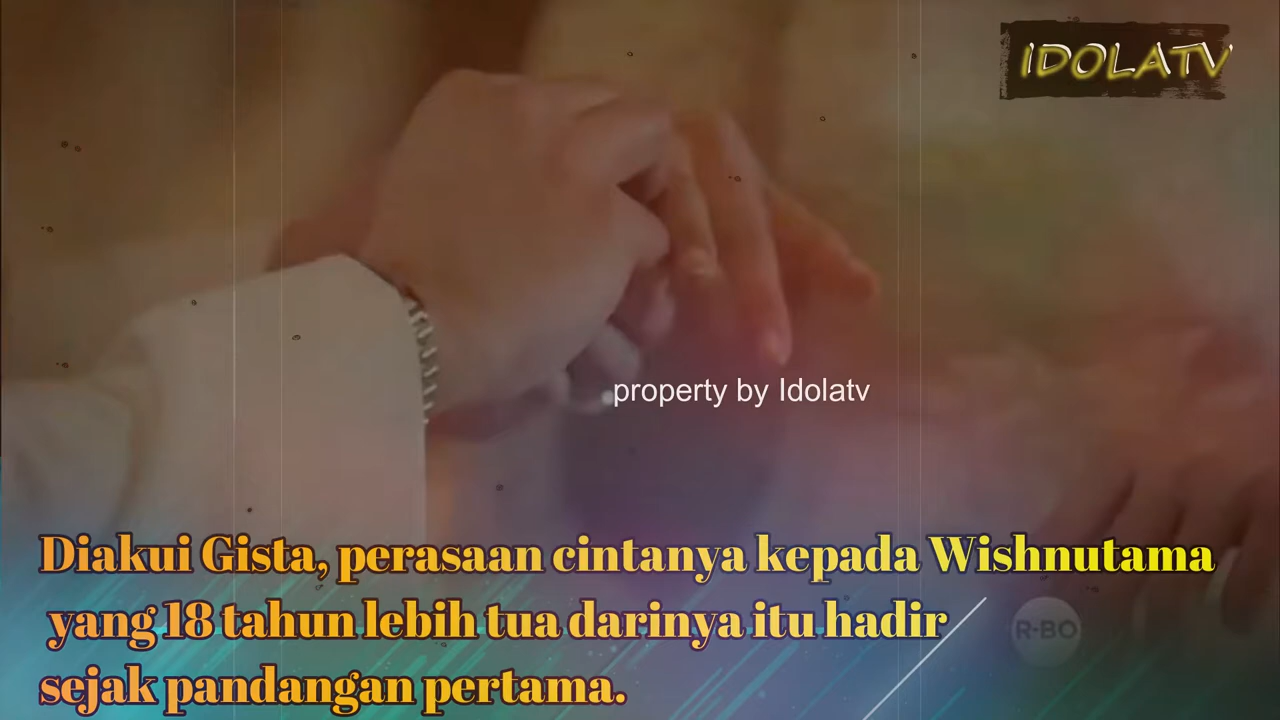 IDOLATV
property by Idolatv
Diakui Gista, perasaan cintanya kepada Wishnutama
yang 18 tahun lebih tua darinya itu hadir
R-BO
sejak pandangan pertama.